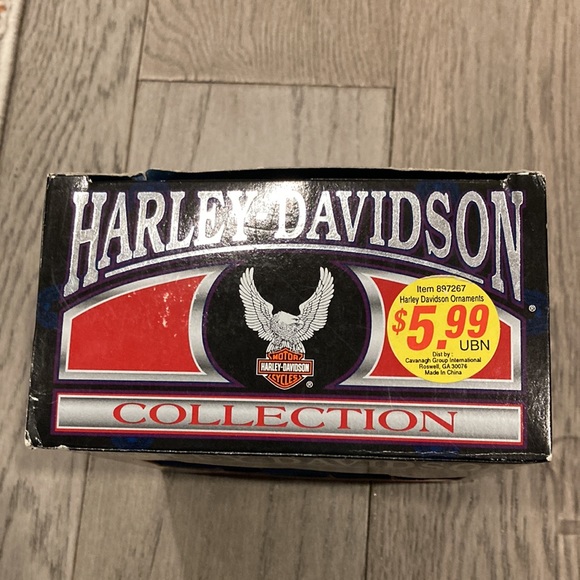 HARLEY-DAVIDSON
®
Item 897267
Harley Davidson Ornaments
$5.99
UBN
Dist by :
Cavanagh Group International
Roswell, GA 30076
Made In China
MOTOR
HARLEY-DAVIDSON
CYCLES
®
COLLECTION